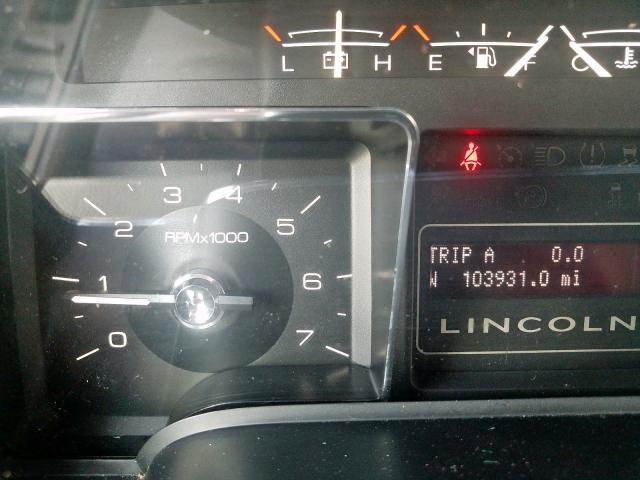 L H E F C
3 4
2 5
RPMx1000
1 6
0 7
TRIP A 0.0
N 103931.0 mi
LINCOLN